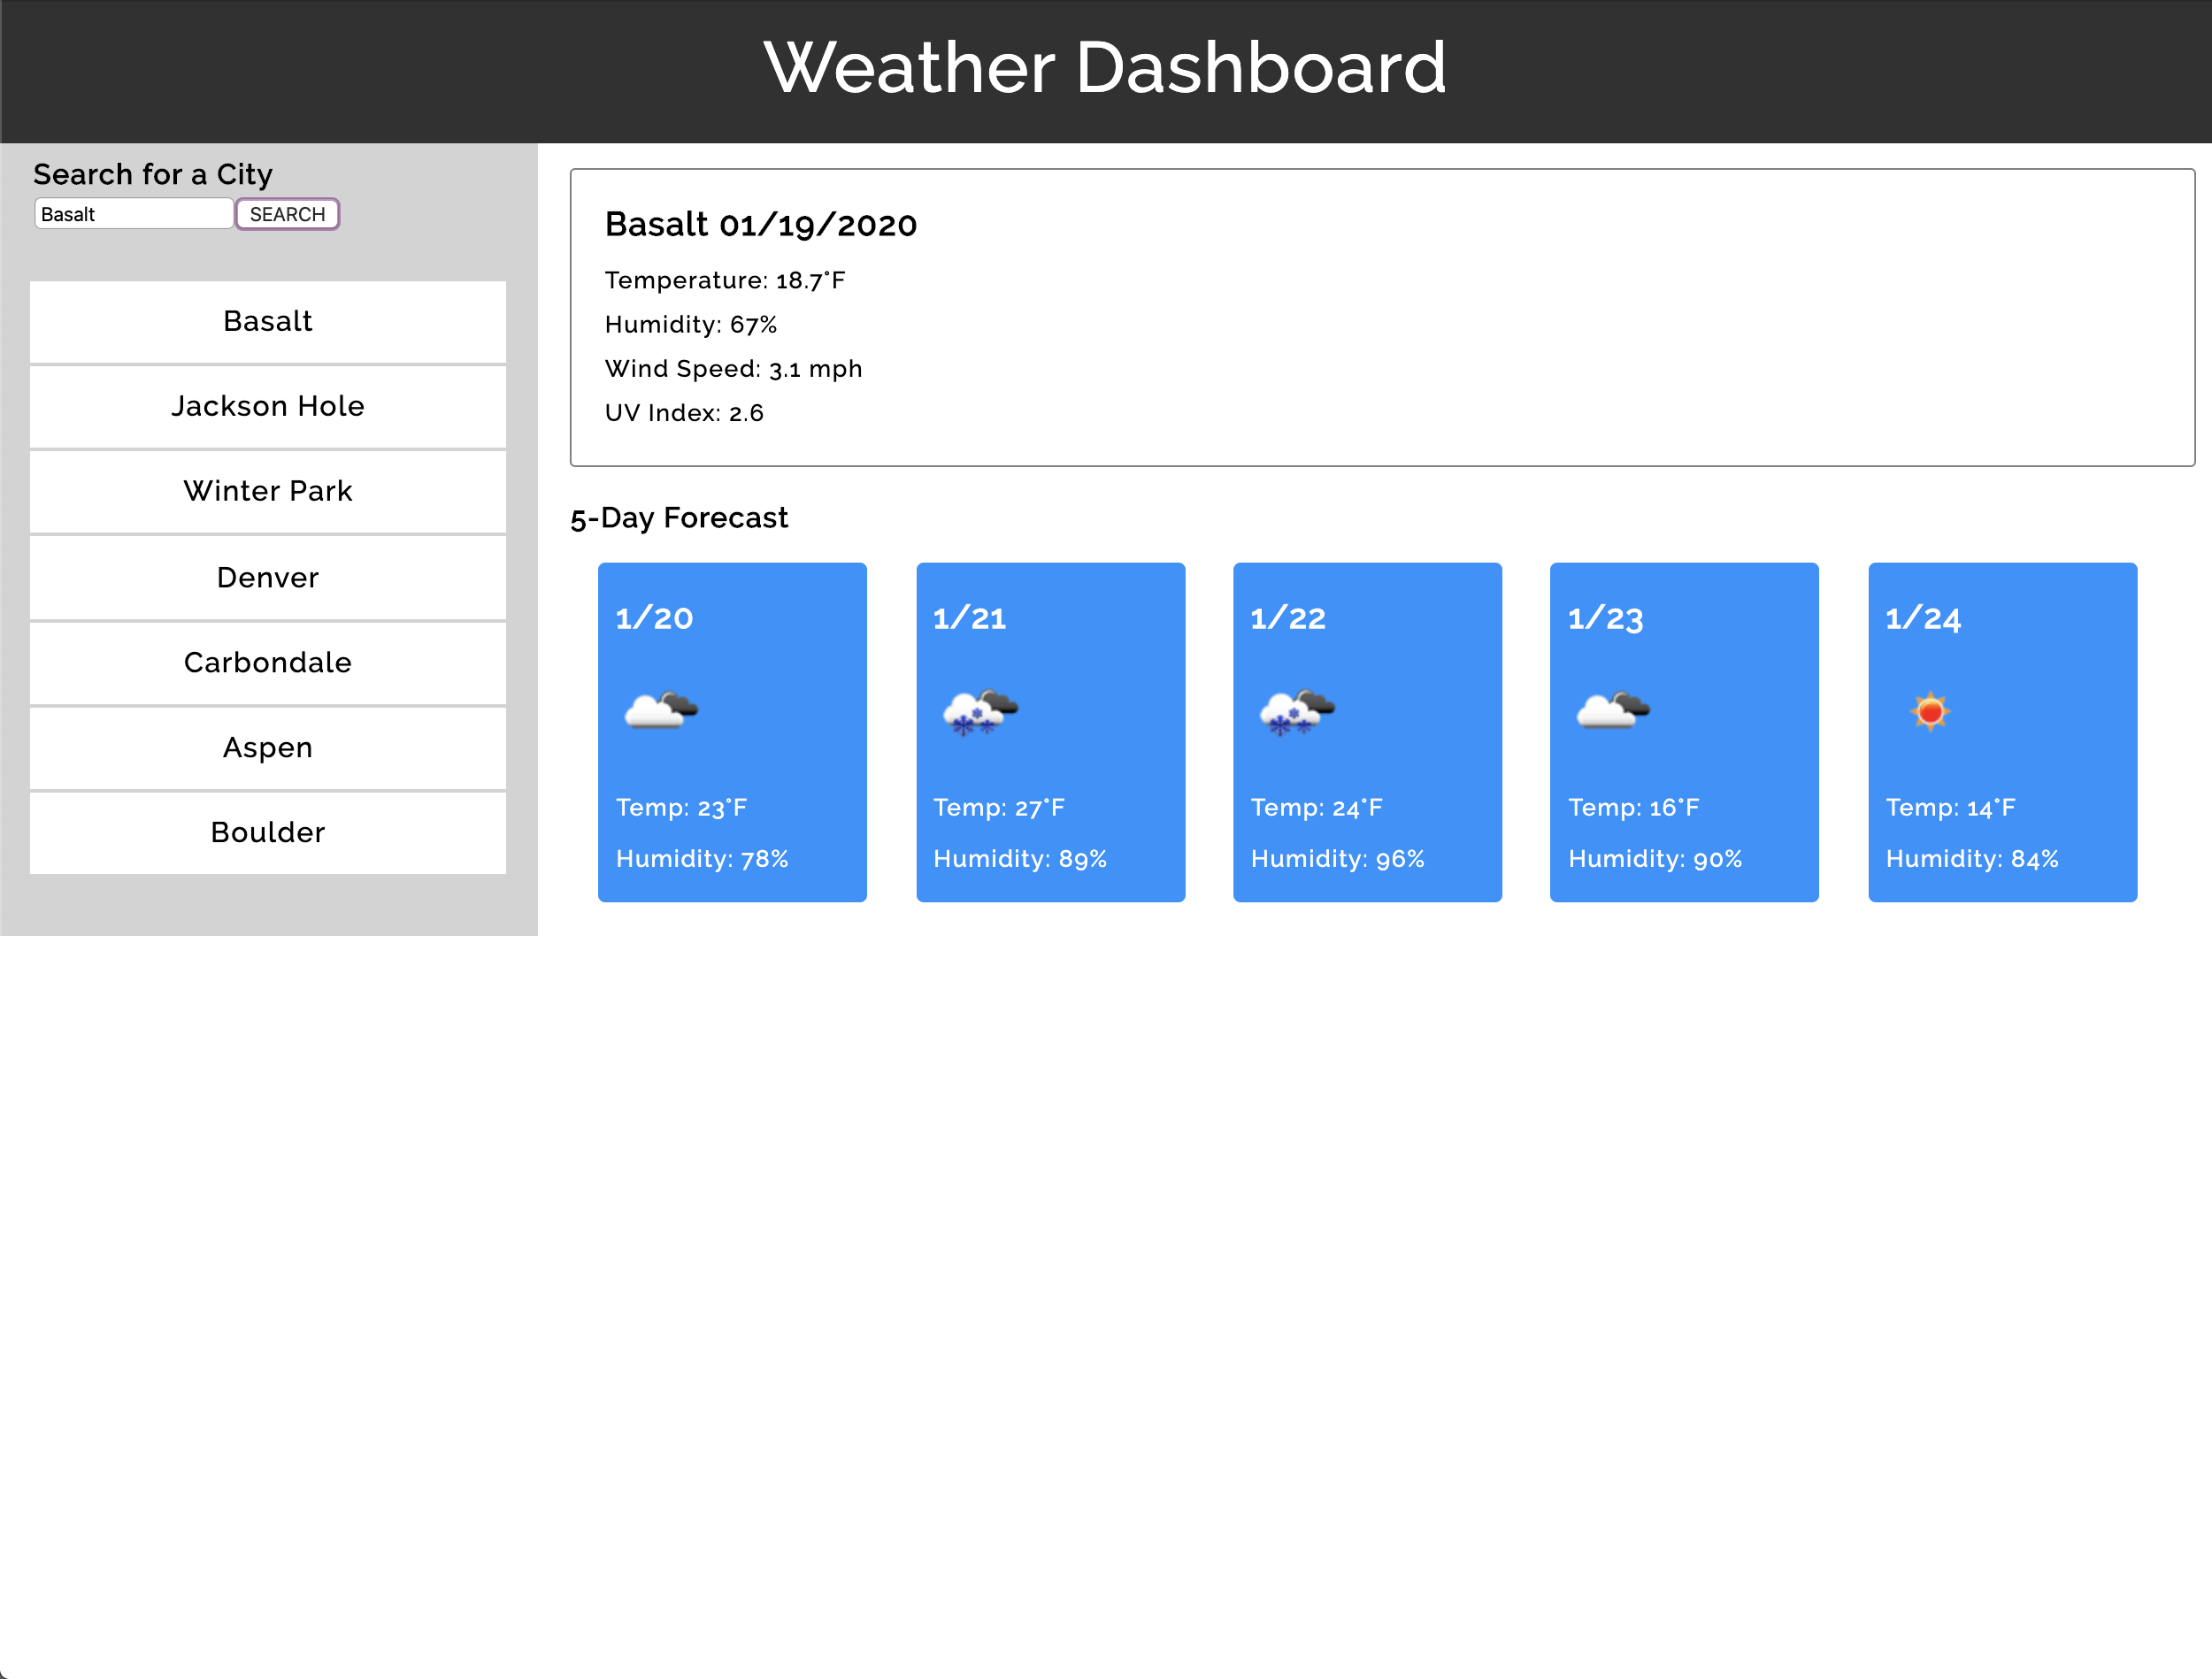 Weather Dashboard
Search for a City
Basalt
SEARCH
Basalt
Jackson Hole
Winter Park
Denver
Carbondale
Aspen
Boulder
Basalt 01/19/2020
Temperature: 18.7°F
Humidity: 67%
Wind Speed: 3.1 mph
UV Index: 2.6
5-Day Forecast
1/20
Temp: 23°F
Humidity: 78%
1/21
Temp: 27°F
Humidity: 89%
1/22
Temp: 24°F
Humidity: 96%
1/23
Temp: 16°F
Humidity: 90%
1/24
Temp: 14°F
Humidity: 84%